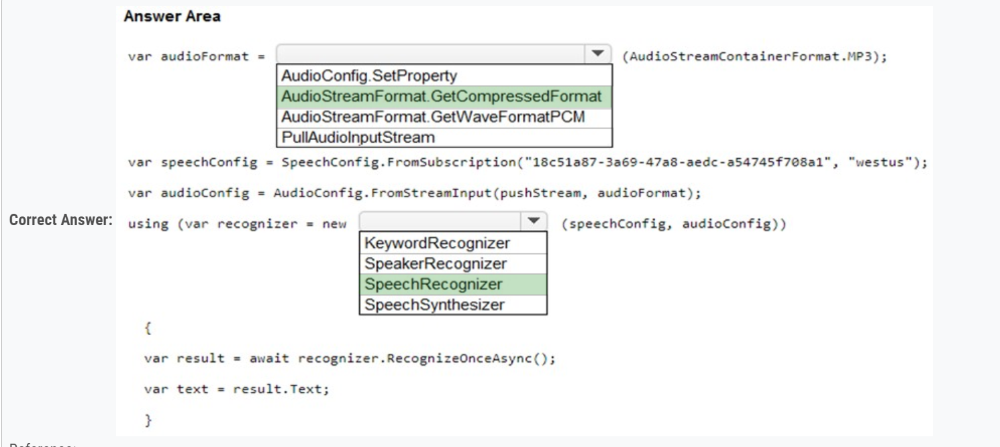 Answer Area
var audioFormat = (AudioStreamContainerFormat.MP3);
AudioConfig.SetProperty
AudioStreamFormat.GetCompressedFormat
AudioStreamFormat.GetWaveFormatPCM
PullAudioInputStream
var speechConfig = SpeechConfig.FromSubscription("18c51a87-3a69-47a8-aedc-a54745f708a1", "westus");
var audioConfig = AudioConfig.FromStreamInput(pushStream, audioFormat);
Correct Answer: using (var recognizer = new (speechConfig, audioConfig))
KeywordRecognizer
SpeakerRecognizer
SpeechRecognizer
SpeechSynthesizer
{
var result = await recognizer.RecognizeOnceAsync();
var text = result.Text;
}